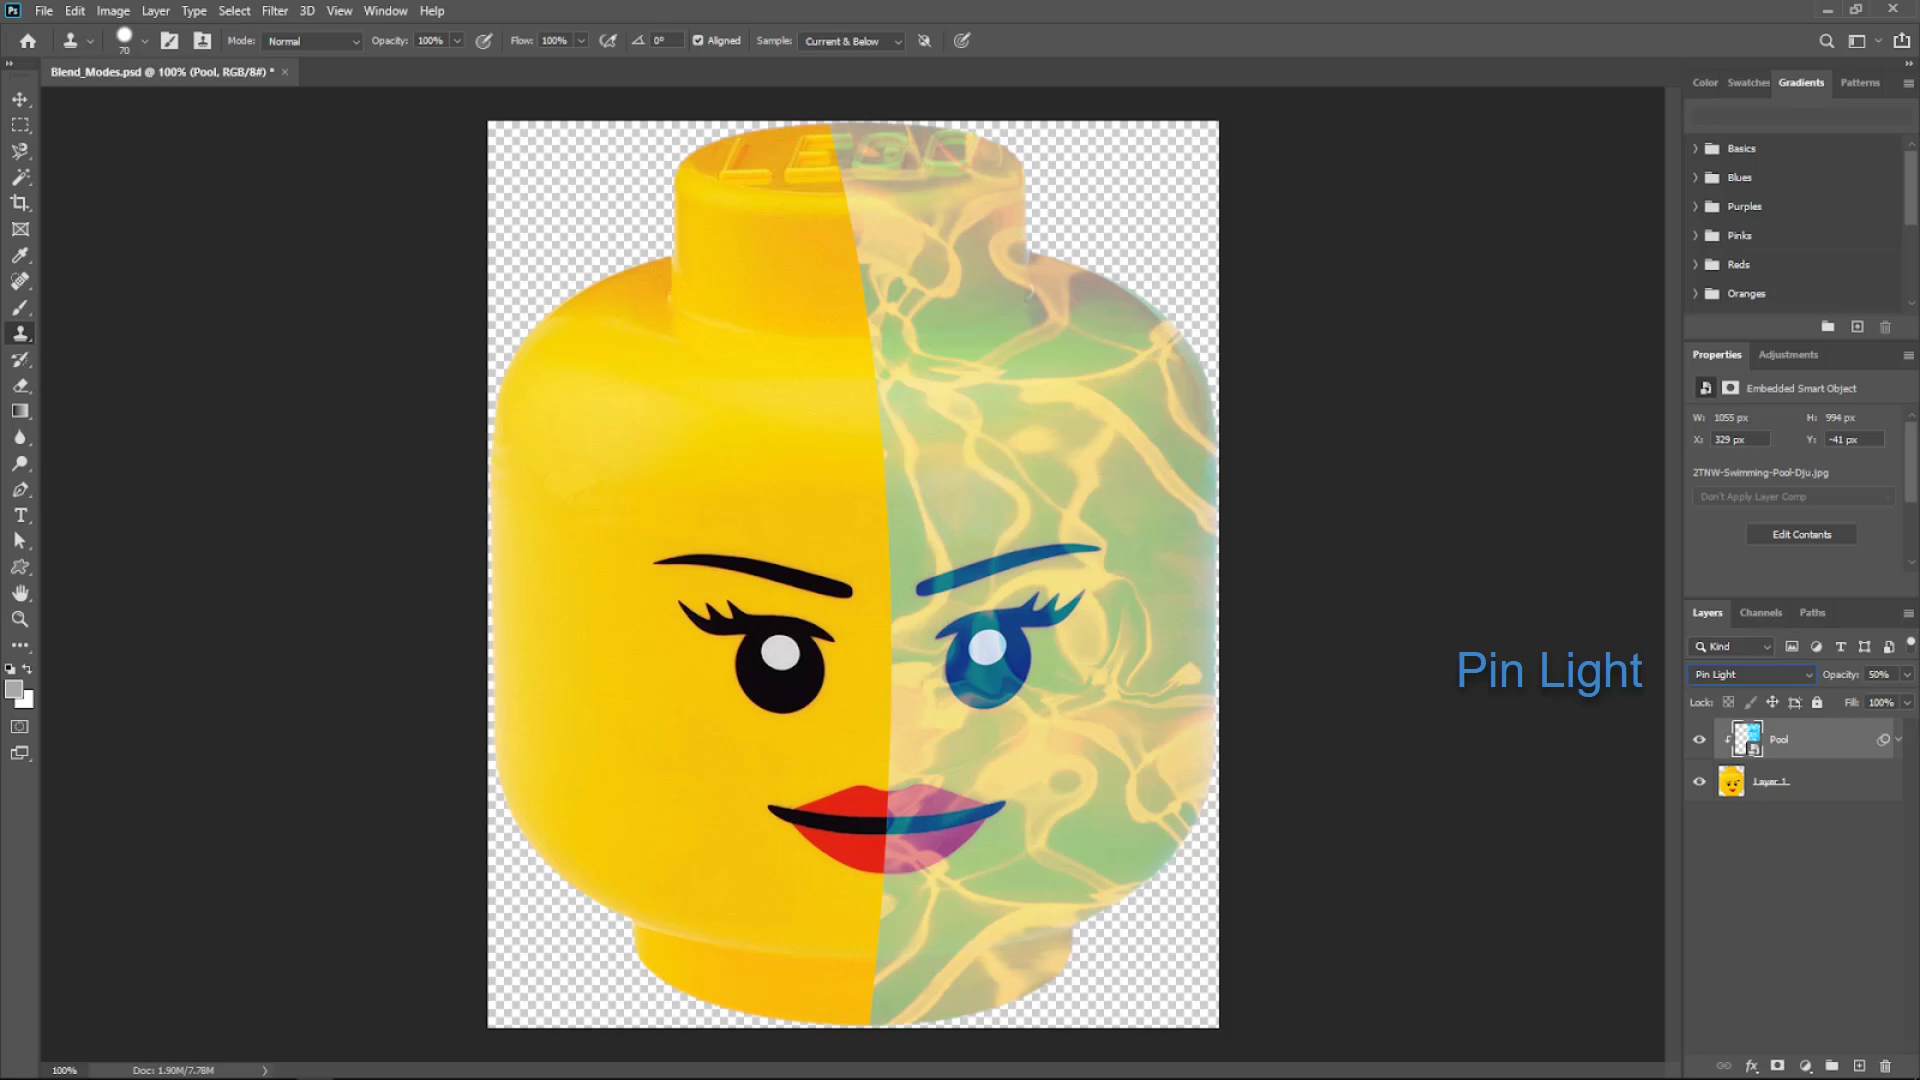 Ps File Edit Image Layer Type Select Filter 3D View Window Help
70 Mode: Normal Opacity: 100% Flow: 100% 0° Aligned Sample: Current & Below
Blend_Modes.psd @ 100% (Pool, RGB/8#) * ×
Color Swatches Gradients Patterns
Basics
Blues
Purples
Pinks
Reds
Oranges
Properties Adjustments
Embedded Smart Object
W: 1055 px H: 994 px
X: 329 px Y: -41 px
2TNW-Swimming-Pool-Dju.jpg
Don't Apply Layer Comp
Edit Contents
Layers Channels Paths
Kind
Pin Light Opacity: 50%
Lock: Fill: 100%
Pool
Layer 1
LEGO
Pin Light
100% Doc: 1.90M/7.78M